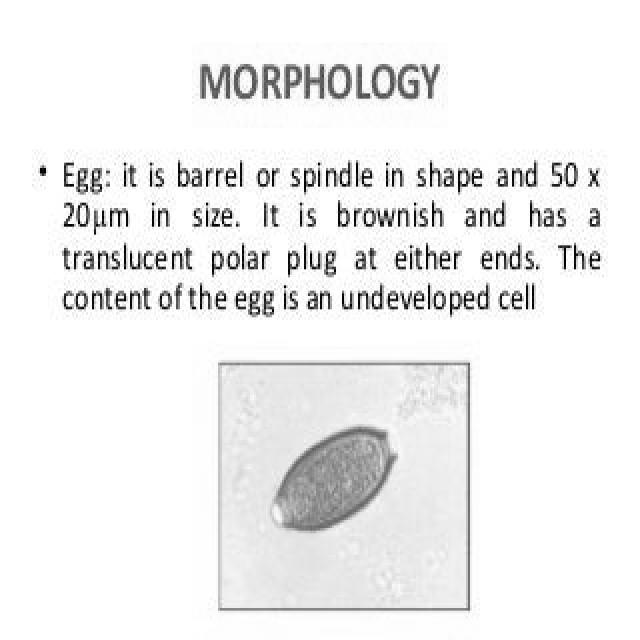 MORPHOLOGY
• Egg: it is barrel or spindle in shape and 50 x
20µm in size. It is brownish and has a
translucent polar plug at either ends. The
content of the egg is an undeveloped cell